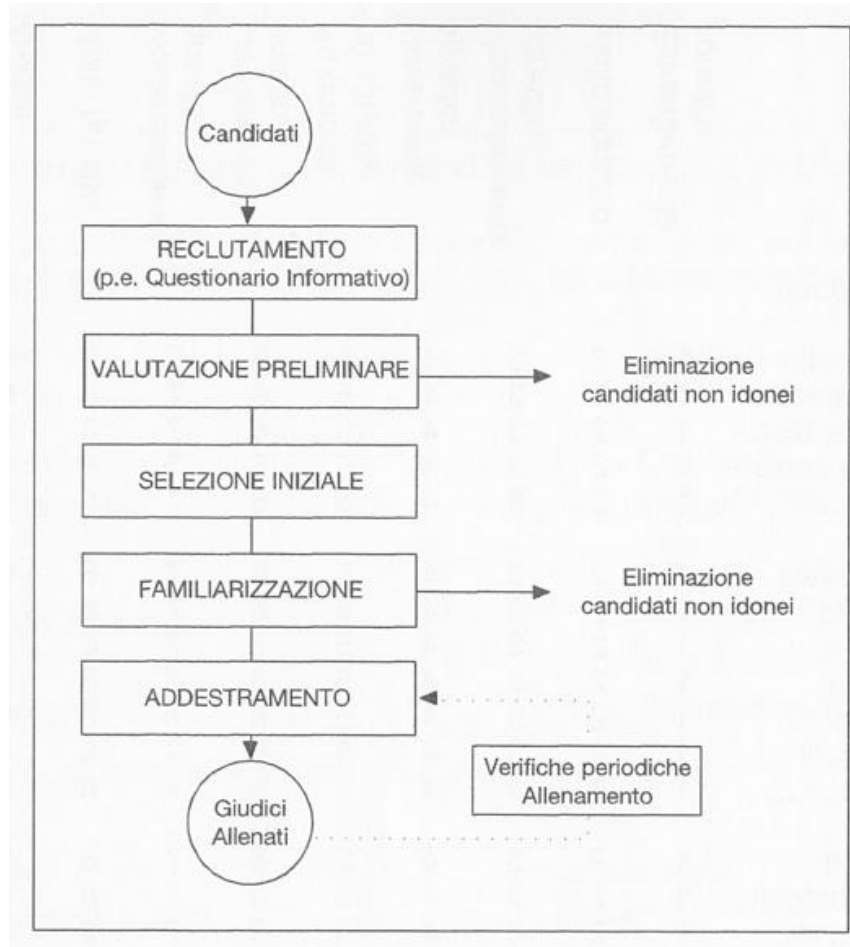 Candidati
RECLUTAMENTO
(p.e. Questionario Informativo)
VALUTAZIONE PRELIMINARE
Eliminazione
candidati non idonei
SELEZIONE INIZIALE
FAMILIARIZZAZIONE
Eliminazione
candidati non idonei
ADDESTRAMENTO
Verifiche periodiche
Allenamento
Giudici
Allenati